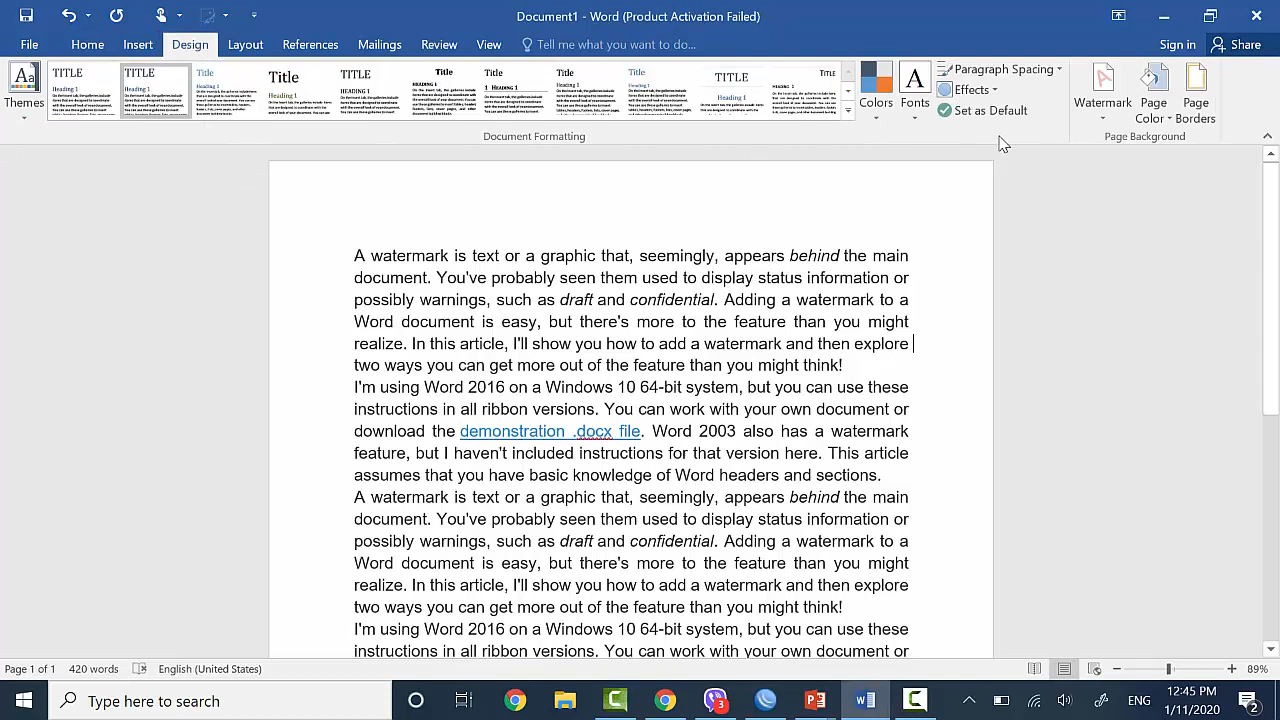 Document1 - Word (Product Activation Failed)
File Home Insert Design Layout References Mailings Review View Tell me what you want to do... Sign in Share
Themes
TITLE
Heading 1
TITLE
Heading 1
Title
Heading 1
Title
Heading 1
TITLE
HEADING 1
Title
HEADING 1
TITLE
1 Heading 1
TITLE
HEADING 1
TITLE
Heading 1
TITLE
Heading 1
TITLE
HEADING 1
Colors
Fonts
Paragraph Spacing
Effects
Set as Default
Watermark
Page Color
Page Borders
Document Formatting
Page Background
A watermark is text or a graphic that, seemingly, appears behind the main
document. You've probably seen them used to display status information or
possibly warnings, such as draft and confidential. Adding a watermark to a
Word document is easy, but there's more to the feature than you might
realize. In this article, I'll show you how to add a watermark and then explore
two ways you can get more out of the feature than you might think!
I'm using Word 2016 on a Windows 10 64-bit system, but you can use these
instructions in all ribbon versions. You can work with your own document or
download the demonstration .docx file. Word 2003 also has a watermark
feature, but I haven't included instructions for that version here. This article
assumes that you have basic knowledge of Word headers and sections.
A watermark is text or a graphic that, seemingly, appears behind the main
document. You've probably seen them used to display status information or
possibly warnings, such as draft and confidential. Adding a watermark to a
Word document is easy, but there's more to the feature than you might
realize. In this article, I'll show you how to add a watermark and then explore
two ways you can get more out of the feature than you might think!
I'm using Word 2016 on a Windows 10 64-bit system, but you can use these
instructions in all ribbon versions. You can work with your own document or
Page 1 of 1 420 words English (United States) 89%
Type here to search
3
ENG
12:45 PM
1/11/2020
2